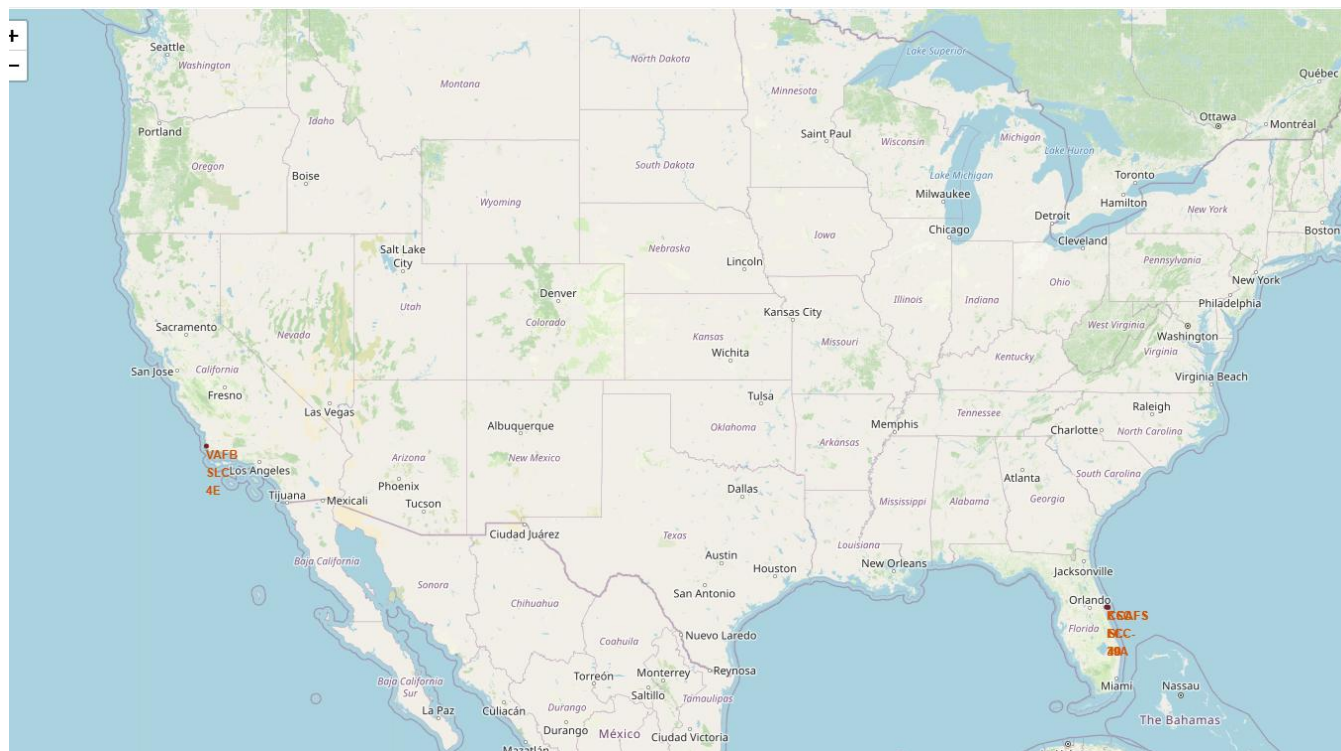 +
−
Seattle
Washington
Montana
North Dakota
Minnesota
Lake Superior
Québec
Ottawa
Montréal
Portland
Idaho
Saint Paul
Wisconsin
Michigan
Lake Huron
Oregon
Boise
South Dakota
Lake Michigan
Toronto
Wyoming
Milwaukee
Hamilton
New York
Detroit
Boston
Chicago
Cleveland
Salt Lake
City
Nebraska
Iowa
Lincoln
Pennsylvania
New York
Utah
Denver
Illinois
Indiana
Ohio
Philadelphia
Sacramento
Nevada
Colorado
Kansas City
West Virginia
Washington
Kansas
Missouri
Virginia
San Jose
California
Wichita
Kentucky
Virginia Beach
Fresno
Las Vegas
Tulsa
Raleigh
Albuquerque
Oklahoma
Memphis
Tennessee
Charlotte
North Carolina
VAFB
SLC-
4E
Los Angeles
Arizona
New Mexico
Arkansas
Atlanta
South Carolina
Phoenix
Tijuana
Mexicali
Tucson
Dallas
Mississippi
Alabama
Georgia
Ciudad Juárez
Texas
Louisiana
Baja California
Austin
Houston
New Orleans
Jacksonville
Sonora
San Antonio
Chihuahua
Orlando
Florida
Coahuila
Nuevo Laredo
Baja California
Sur
Torreón
Monterrey
Reynosa
Miami
Nassau
Saltillo
Tamaulipas
La Paz
Culiacán
Durango
Durango
México
Ciudad Victoria
The Bahamas
Mazatlán